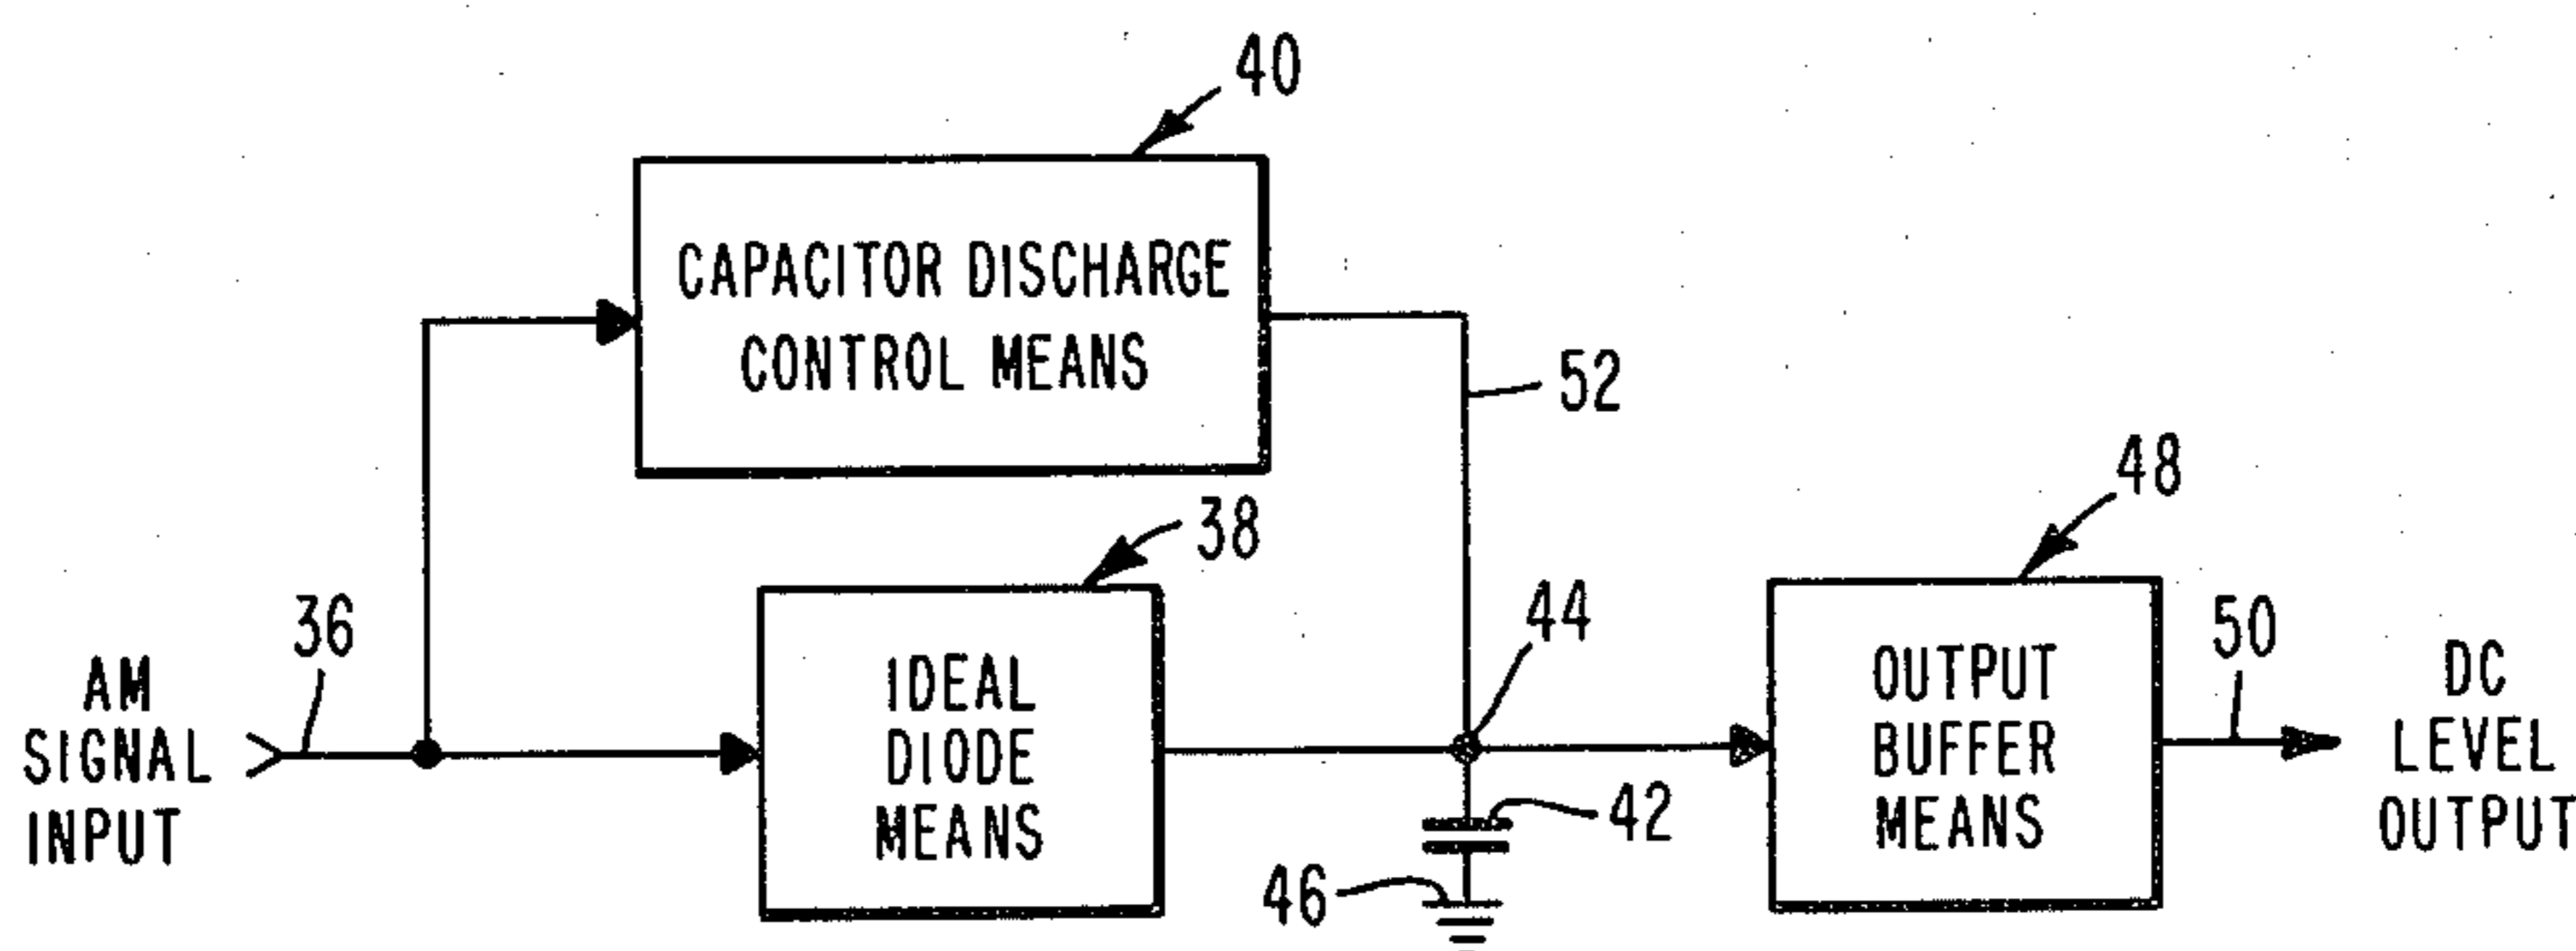 40
CAPACITOR DISCHARGE
CONTROL MEANS
52
38
48
36
44
50
AM
SIGNAL
INPUT
IDEAL
DIODE
MEANS
42
46
OUTPUT
BUFFER
MEANS
DC
LEVEL
OUTPUT